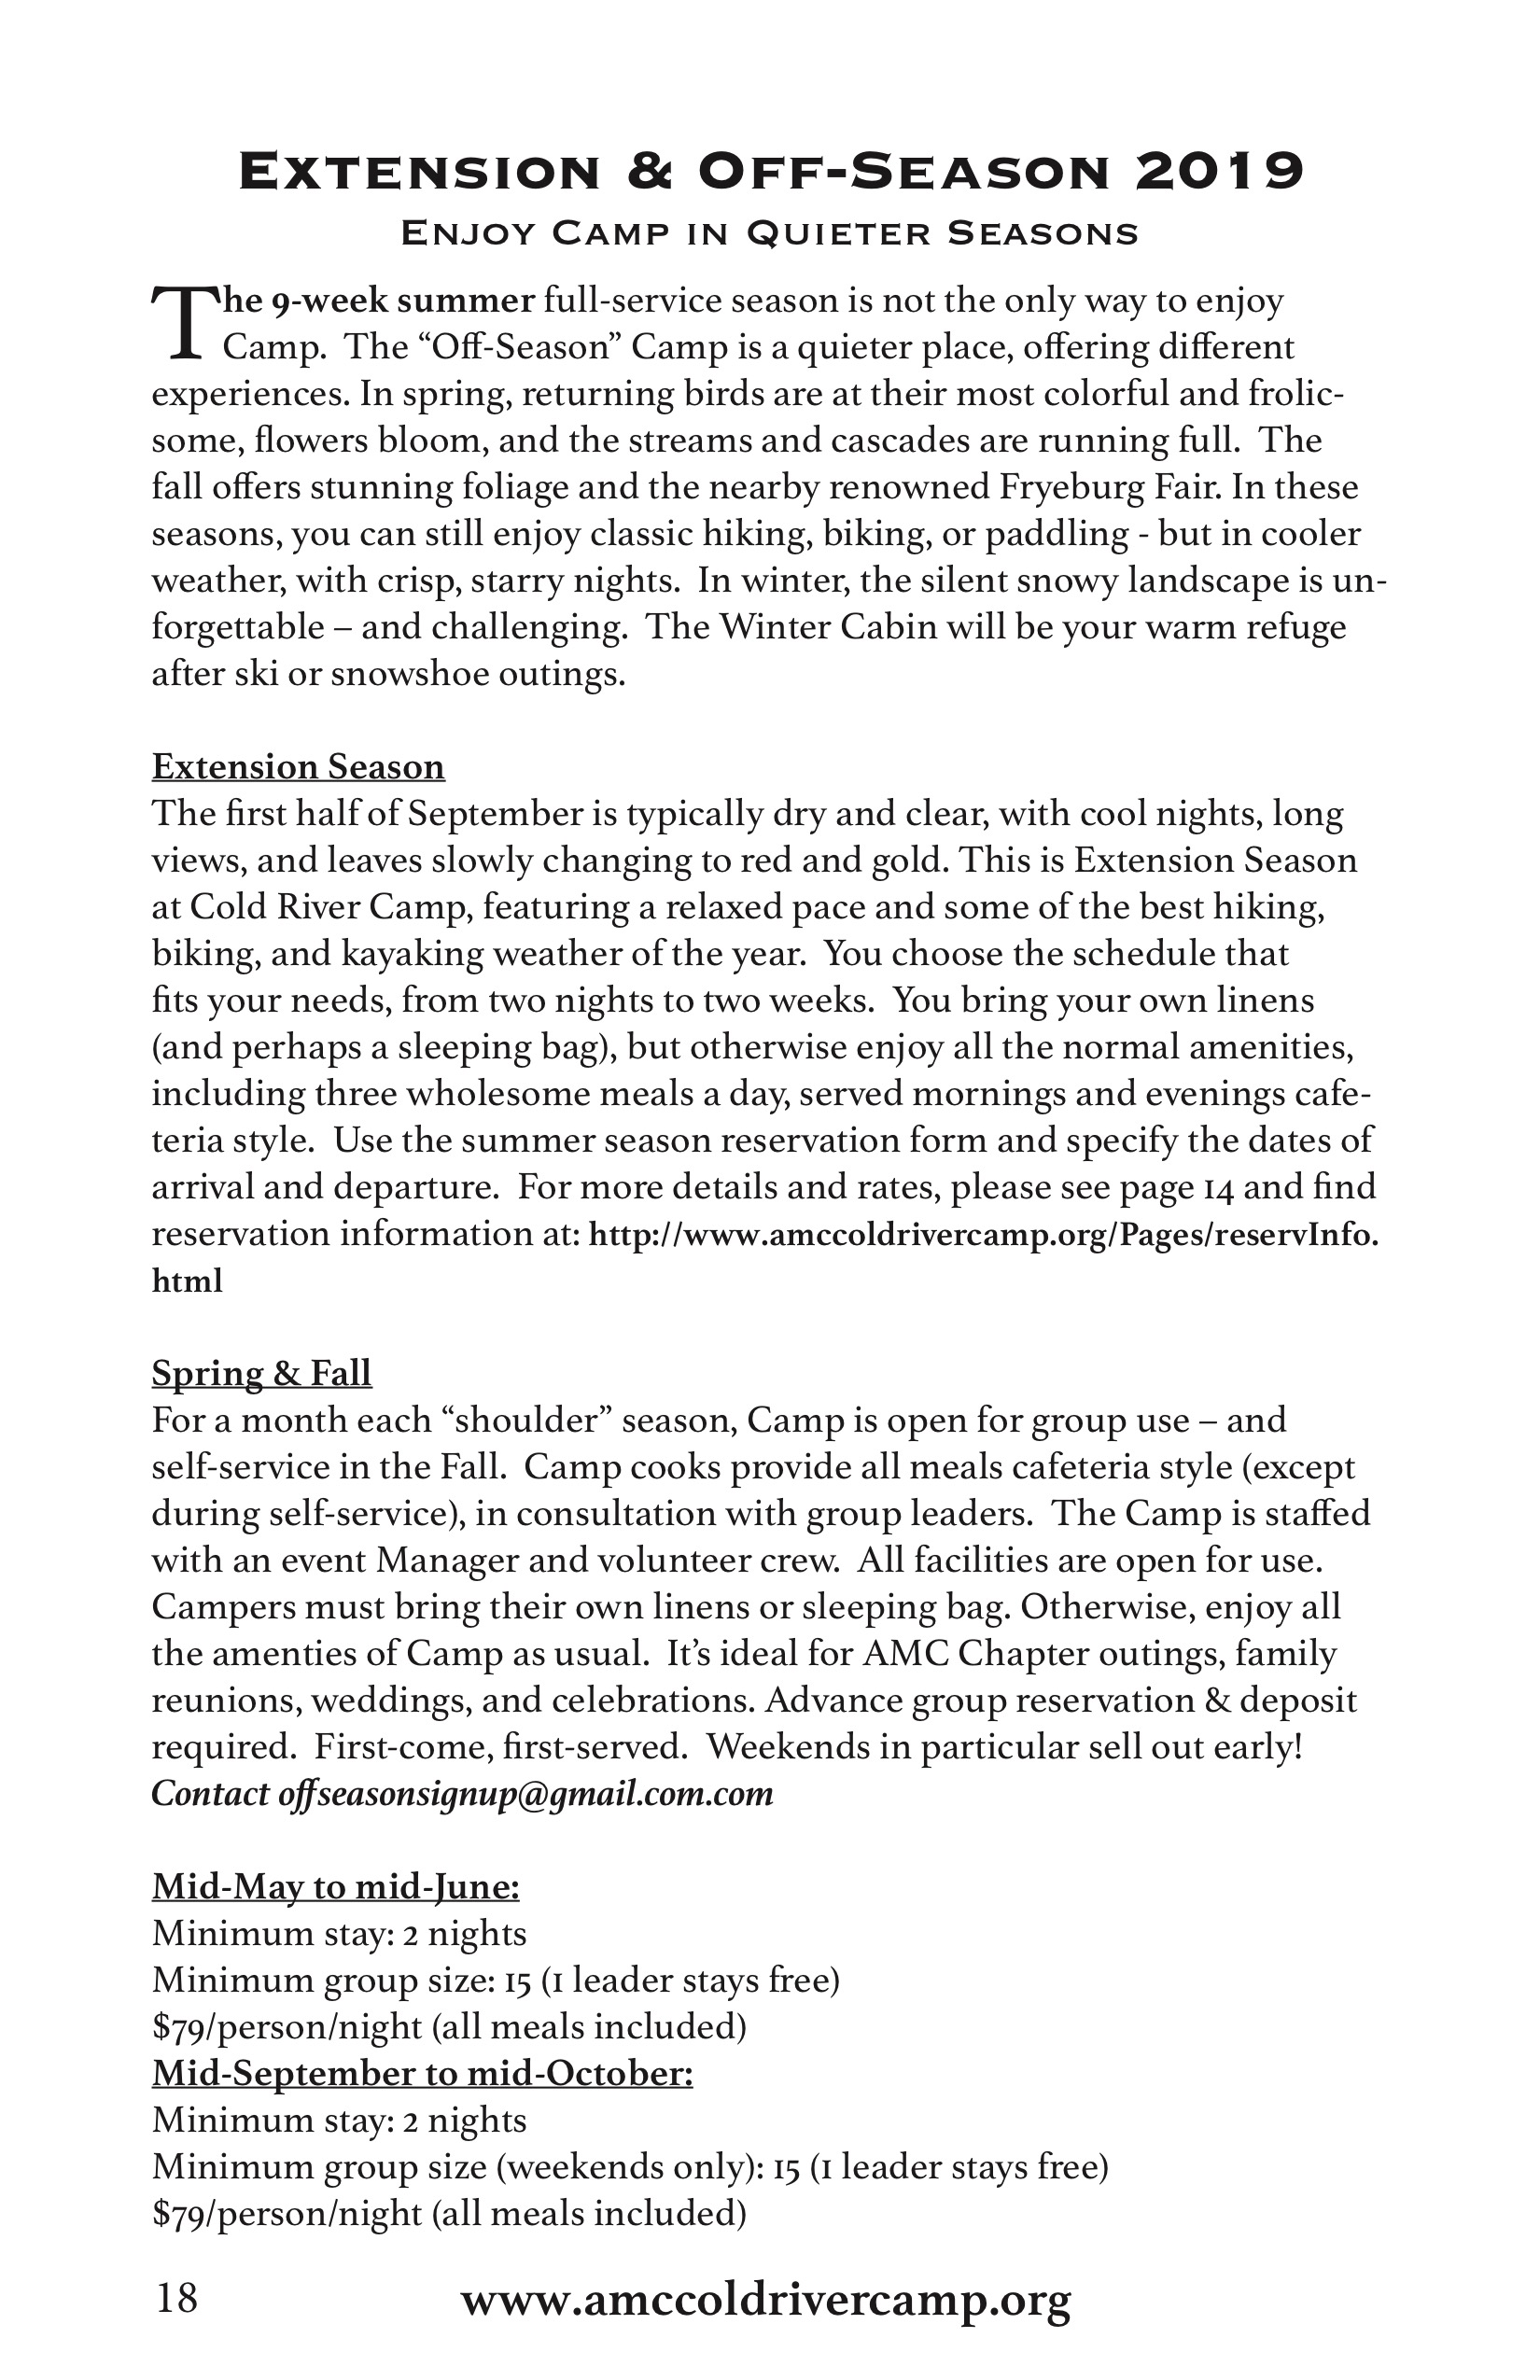 Extension & Off-Season 2019
Enjoy Camp in Quieter Seasons
The 9-week summer full-service season is not the only way to enjoy
Camp.  The “Off-Season” Camp is a quieter place, offering different
experiences. In spring, returning birds are at their most colorful and frolic-
some, flowers bloom, and the streams and cascades are running full.  The
fall offers stunning foliage and the nearby renowned Fryeburg Fair. In these
seasons, you can still enjoy classic hiking, biking, or paddling - but in cooler
weather, with crisp, starry nights.  In winter, the silent snowy landscape is un-
forgettable – and challenging.  The Winter Cabin will be your warm refuge
after ski or snowshoe outings.
Extension Season
The first half of September is typically dry and clear, with cool nights, long
views, and leaves slowly changing to red and gold. This is Extension Season
at Cold River Camp, featuring a relaxed pace and some of the best hiking,
biking, and kayaking weather of the year.  You choose the schedule that
fits your needs, from two nights to two weeks.  You bring your own linens
(and perhaps a sleeping bag), but otherwise enjoy all the normal amenities,
including three wholesome meals a day, served mornings and evenings cafe-
teria style.  Use the summer season reservation form and specify the dates of
arrival and departure.  For more details and rates, please see page 14 and find
reservation information at: http://www.amccoldrivercamp.org/Pages/reservInfo.
html
Spring & Fall
For a month each “shoulder” season, Camp is open for group use – and
self-service in the Fall.  Camp cooks provide all meals cafeteria style (except
during self-service), in consultation with group leaders.  The Camp is staffed
with an event Manager and volunteer crew.  All facilities are open for use.
Campers must bring their own linens or sleeping bag. Otherwise, enjoy all
the amenties of Camp as usual.  It’s ideal for AMC Chapter outings, family
reunions, weddings, and celebrations. Advance group reservation & deposit
required.  First-come, first-served.  Weekends in particular sell out early!
Contact offseasonsignup@gmail.com.com
Mid-May to mid-June:
Minimum stay: 2 nights
Minimum group size: 15 (1 leader stays free)
$79/person/night (all meals included)
Mid-September to mid-October:
Minimum stay: 2 nights
Minimum group size (weekends only): 15 (1 leader stays free)
$79/person/night (all meals included)
18
www.amccoldrivercamp.org